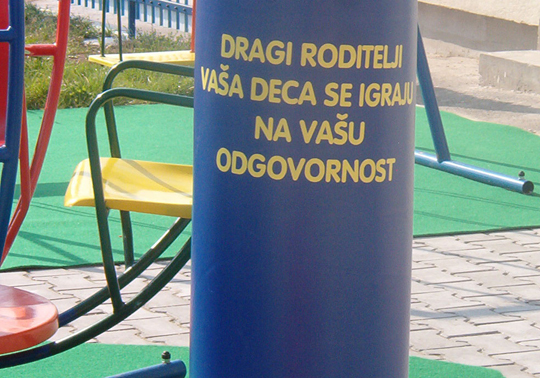 DRAGI RODITELJI
VAŠA DECA SE IGRAJU
NA VAŠU
ODGOVORNOST